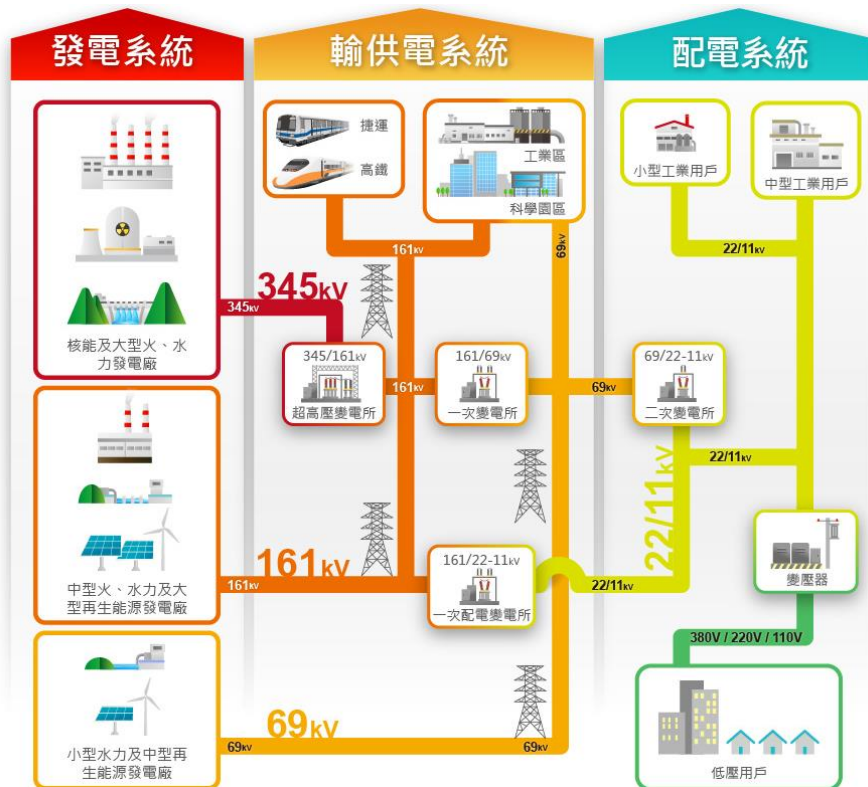 發電系統
輸供電系統
配電系統
捷運
高鐵
工業區
科學園區
小型工業用戶
中型工業用戶
161kV
69kV
22/11kV
345kV
345kV
核能及大型火、水
力發電廠
345/161kV
超高壓變電所
161kV
161/69kV
一次變電所
69kV
69/22-11kV
二次變電所
22/11kV
22/11kV
中型火、水力及大
型再生能源發電廠
161kV
161kV
161/22-11kV
一次配電變電所
22/11kV
變壓器
380V / 220V / 110V
小型水力及中型再
生能源發電廠
69kV
69kV
69kV
低壓用戶